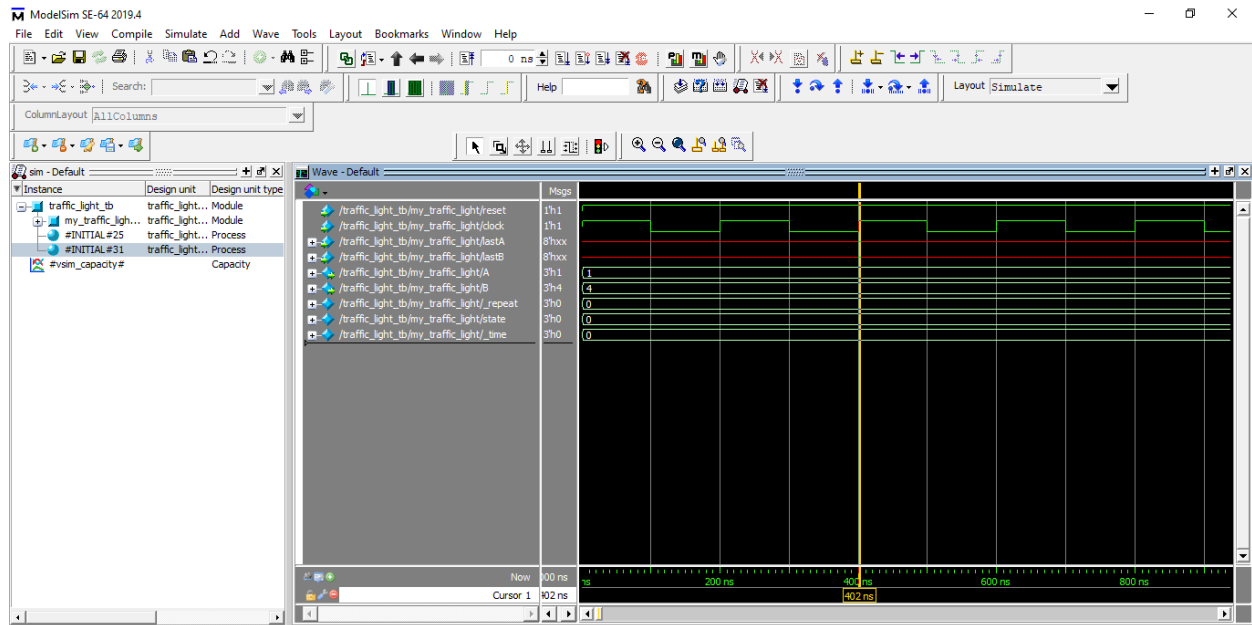 ModelSim SE-64 2019.4
File Edit View Compile Simulate Add Wave Tools Layout Bookmarks Window Help
0 ns
Search: Help Layout Simulate
ColumnLayout AllColumns
sim - Default
Instance Design unit Design unit type
traffic_light_tb traffic_light... Module
my_traffic_ligh... traffic_light... Module
#INITIAL#25 traffic_light... Process
#INITIAL#31 traffic_light... Process
#vsim_capacity# Capacity
Wave - Default
Msgs
/traffic_light_tb/my_traffic_light/reset 1'h1
/traffic_light_tb/my_traffic_light/clock 1'h1
/traffic_light_tb/my_traffic_light/lastA 8'hxx
/traffic_light_tb/my_traffic_light/lastB 8'hxx
/traffic_light_tb/my_traffic_light/A 3'h1 1
/traffic_light_tb/my_traffic_light/B 3'h4 4
/traffic_light_tb/my_traffic_light/_repeat 3'h0 0
/traffic_light_tb/my_traffic_light/state 3'h0 0
/traffic_light_tb/my_traffic_light/_time 3'h0 0
Now 00 ns ns 200 ns 400 ns 600 ns 800 ns
Cursor 1 02 ns 402 ns